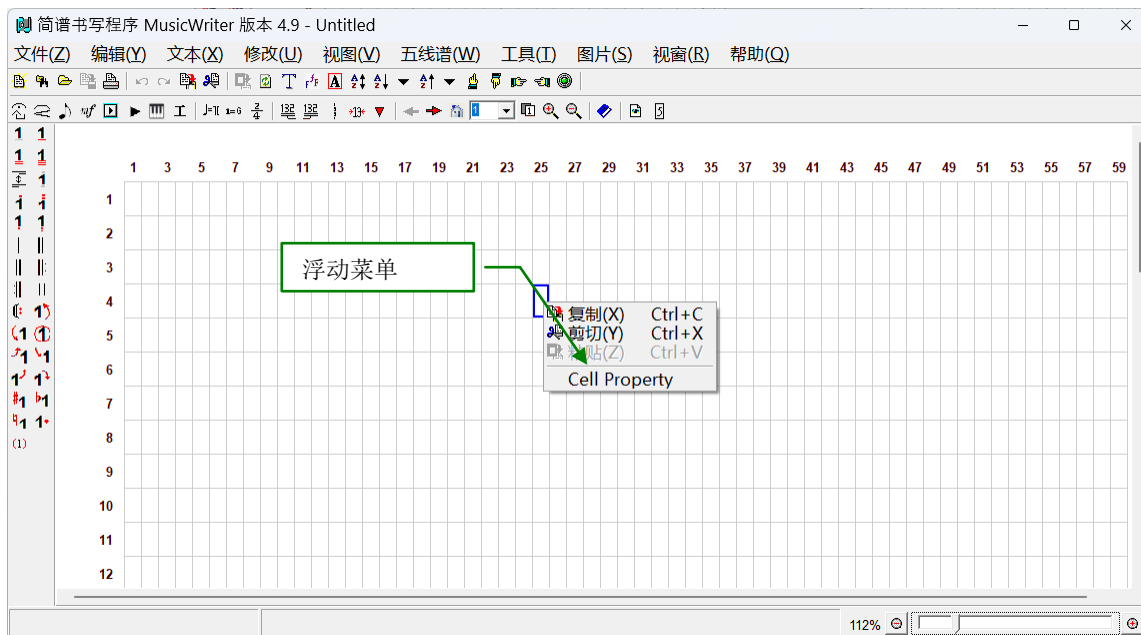 简谱书写程序 MusicWriter 版本 4.9 - Untitled
文件(Z) 编辑(Y) 文本(X) 修改(U) 视图(V) 五线谱(W) 工具(T) 图片(S) 视窗(R) 帮助(Q)
1 3 5 7 9 11 13 15 17 19 21 23 25 27 29 31 33 35 37 39 41 43 45 47 49 51 53 55 57 59
1
2
3
浮动菜单
4
复制(X) Ctrl+C
剪切(Y) Ctrl+X
5
粘贴(Z) Ctrl+V
6
Cell Property
7
8
9
10
11
12
(1)
112%